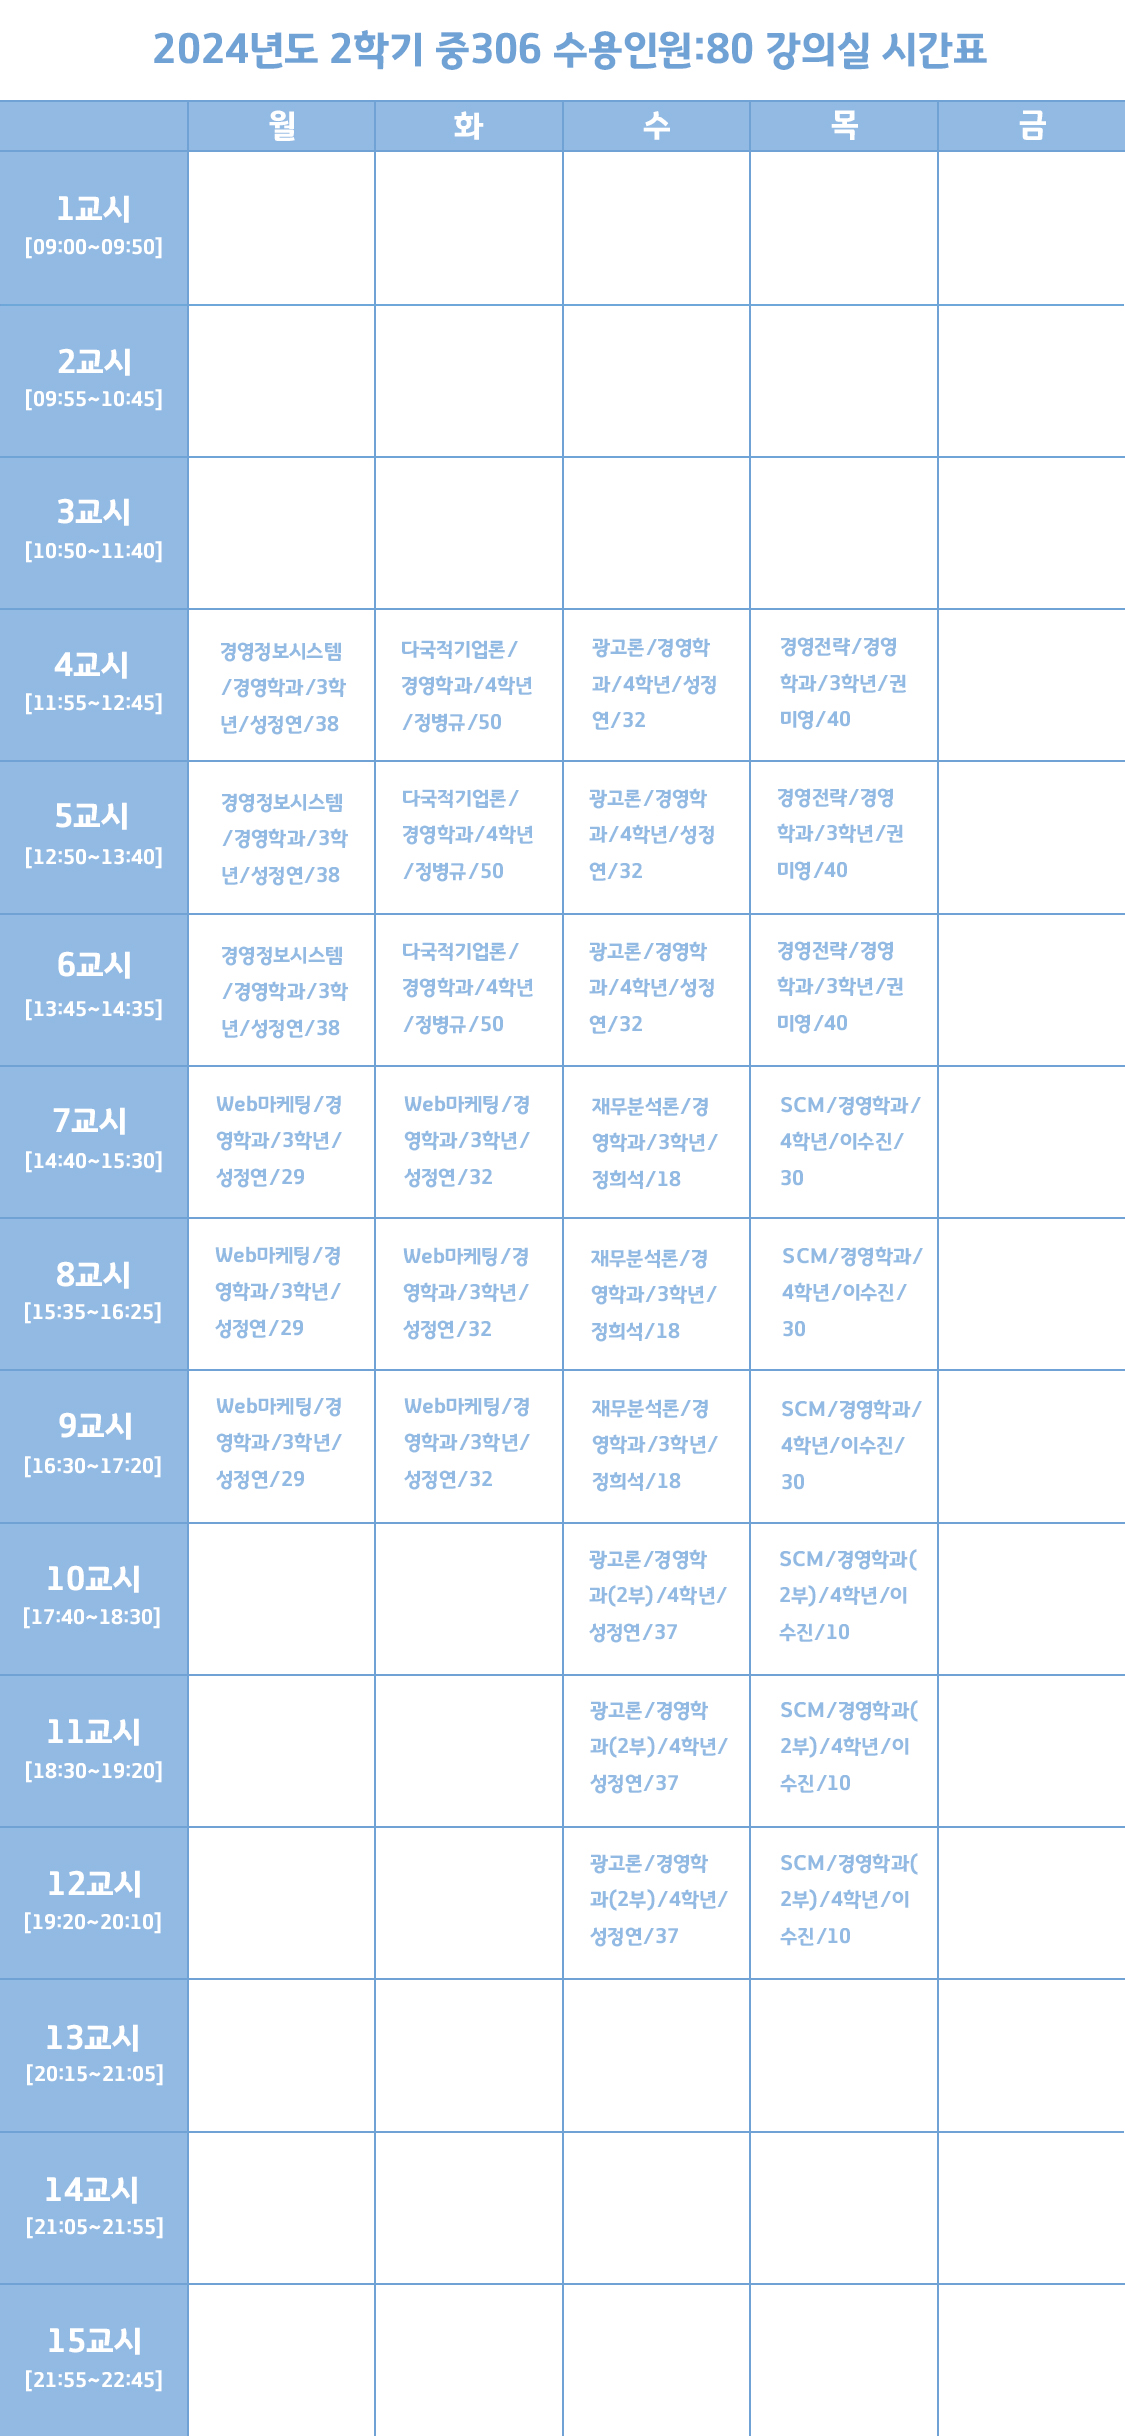 2024년도 2학기 중306 수용인원:80 강의실 시간표
월 화 수 목 금
1교시
[09:00~09:50]
2교시
[09:55~10:45]
3교시
[10:50~11:40]
4교시
[11:55~12:45]
경영정보시스템
/경영학과/3학
년/성정연/38
다국적기업론/
경영학과/4학년
/정병규/50
광고론/경영학
과/4학년/성정
연/32
경영전략/경영
학과/3학년/권
미영/40
5교시
[12:50~13:40]
경영정보시스템
/경영학과/3학
년/성정연/38
다국적기업론/
경영학과/4학년
/정병규/50
광고론/경영학
과/4학년/성정
연/32
경영전략/경영
학과/3학년/권
미영/40
6교시
[13:45~14:35]
경영정보시스템
/경영학과/3학
년/성정연/38
다국적기업론/
경영학과/4학년
/정병규/50
광고론/경영학
과/4학년/성정
연/32
경영전략/경영
학과/3학년/권
미영/40
7교시
[14:40~15:30]
Web마케팅/경
영학과/3학년/
성정연/29
Web마케팅/경
영학과/3학년/
성정연/32
재무분석론/경
영학과/3학년/
정희석/18
SCM/경영학과/
4학년/이수진/
30
8교시
[15:35~16:25]
Web마케팅/경
영학과/3학년/
성정연/29
Web마케팅/경
영학과/3학년/
성정연/32
재무분석론/경
영학과/3학년/
정희석/18
SCM/경영학과/
4학년/이수진/
30
9교시
[16:30~17:20]
Web마케팅/경
영학과/3학년/
성정연/29
Web마케팅/경
영학과/3학년/
성정연/32
재무분석론/경
영학과/3학년/
정희석/18
SCM/경영학과/
4학년/이수진/
30
10교시
[17:40~18:30]
광고론/경영학
과(2부)/4학년/
성정연/37
SCM/경영학과(
2부)/4학년/이
수진/10
11교시
[18:30~19:20]
광고론/경영학
과(2부)/4학년/
성정연/37
SCM/경영학과(
2부)/4학년/이
수진/10
12교시
[19:20~20:10]
광고론/경영학
과(2부)/4학년/
성정연/37
SCM/경영학과(
2부)/4학년/이
수진/10
13교시
[20:15~21:05]
14교시
[21:05~21:55]
15교시
[21:55~22:45]